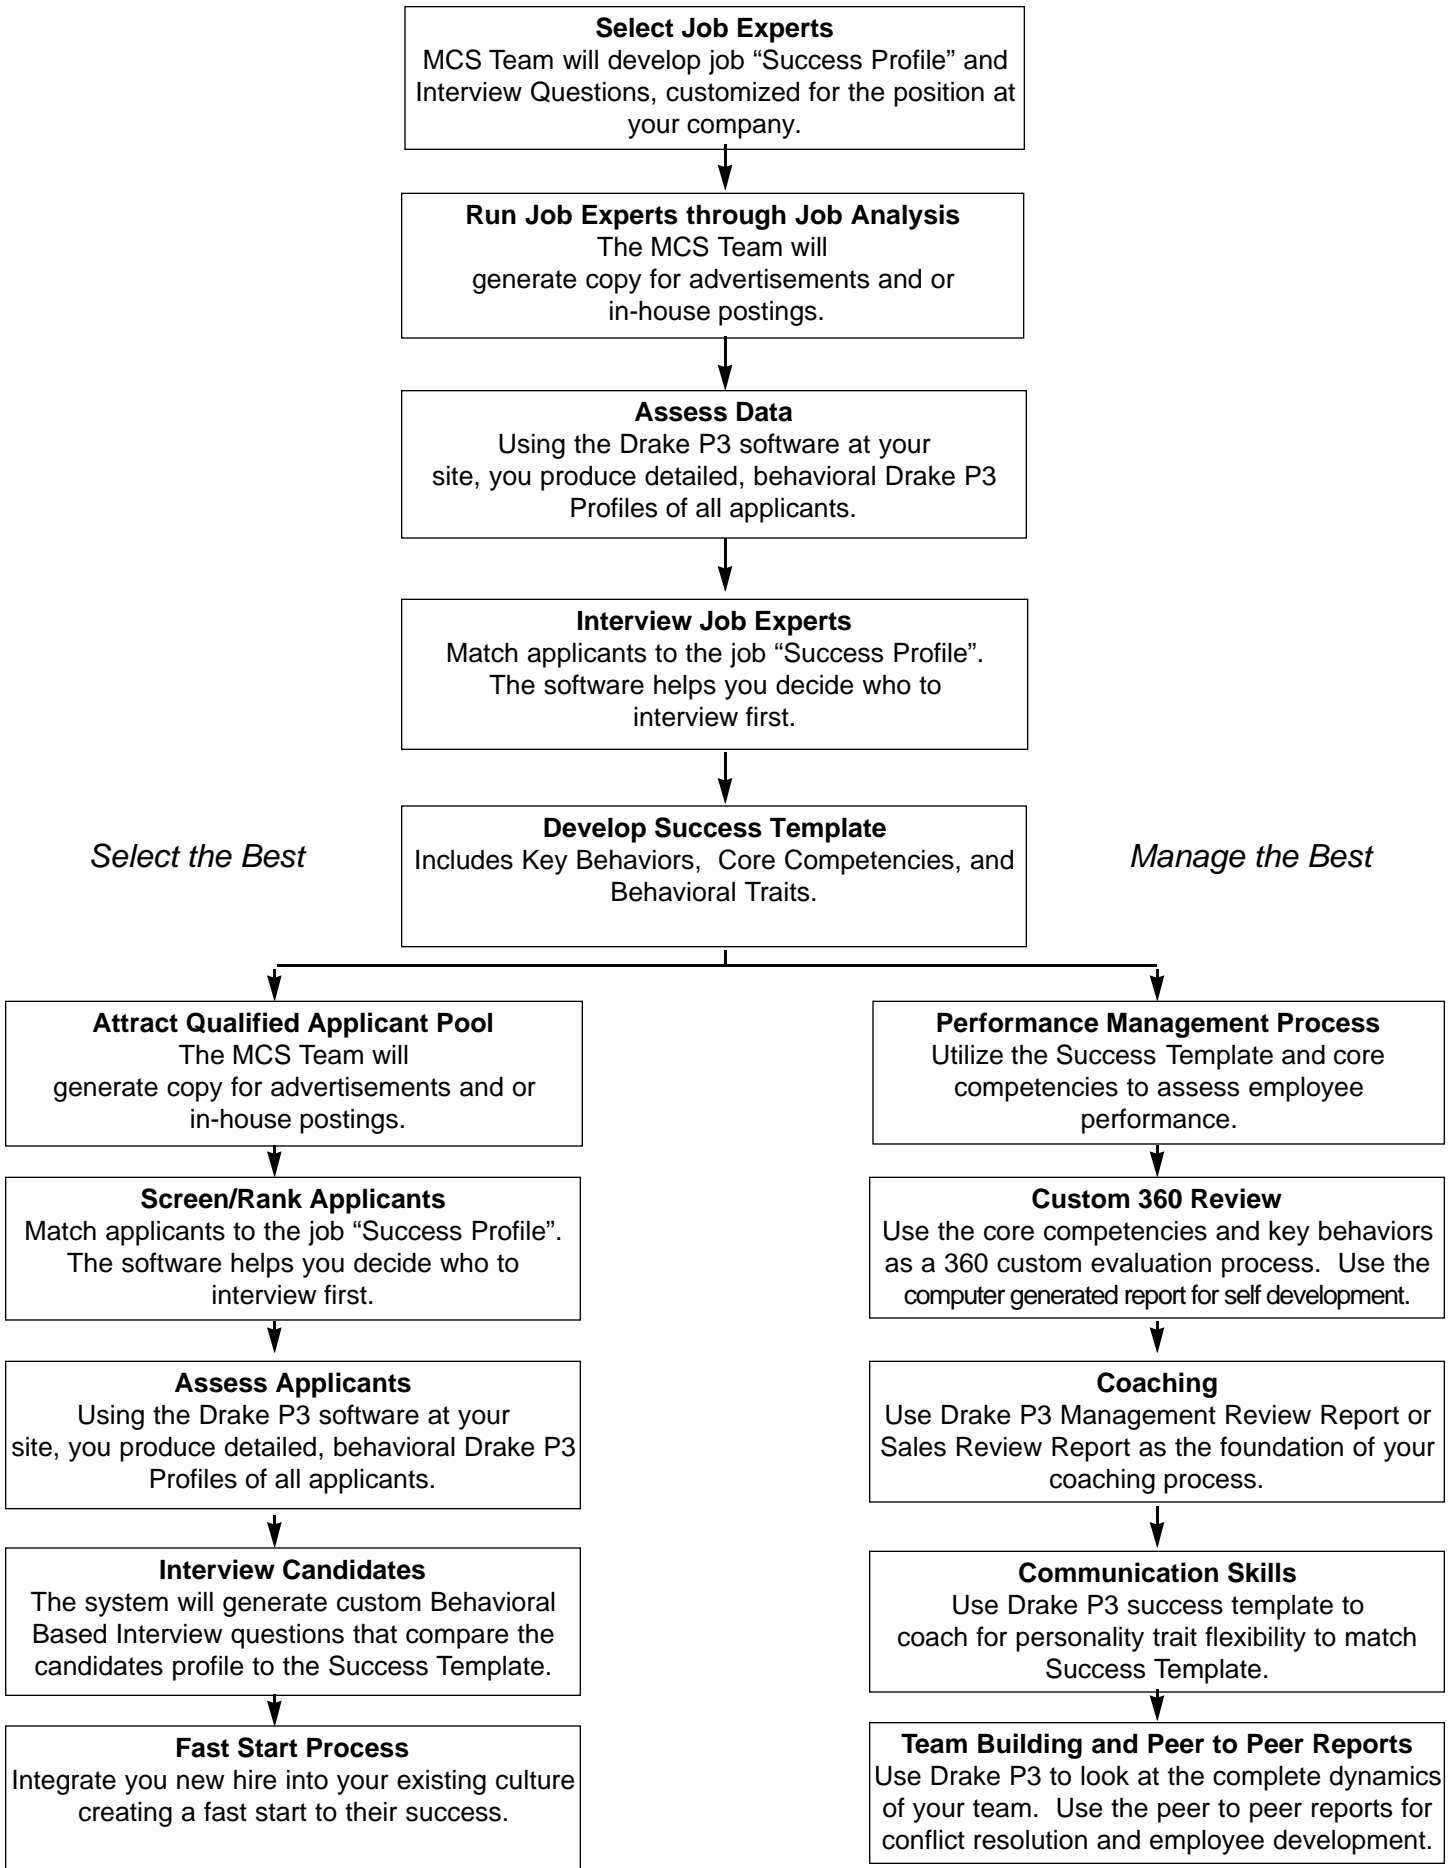 Select Job Experts
MCS Team will develop job “Success Profile” and
Interview Questions, customized for the position at
your company.
Run Job Experts through Job Analysis
The MCS Team will
generate copy for advertisements and or
in-house postings.
Assess Data
Using the Drake P3 software at your
site, you produce detailed, behavioral Drake P3
Profiles of all applicants.
Interview Job Experts
Match applicants to the job “Success Profile”.
The software helps you decide who to
interview first.
Develop Success Template
Includes Key Behaviors,  Core Competencies, and
Behavioral Traits.
Select the Best
Manage the Best
Attract Qualified Applicant Pool
The MCS Team will
generate copy for advertisements and or
in-house postings.
Screen/Rank Applicants
Match applicants to the job “Success Profile”.
The software helps you decide who to
interview first.
Assess Applicants
Using the Drake P3 software at your
site, you produce detailed, behavioral Drake P3
Profiles of all applicants.
Interview Candidates
The system will generate custom Behavioral
Based Interview questions that compare the
candidates profile to the Success Template.
Fast Start Process
Integrate you new hire into your existing culture
creating a fast start to their success.
Performance Management Process
Utilize the Success Template and core
competencies to assess employee
performance.
Custom 360 Review
Use the core competencies and key behaviors
as a 360 custom evaluation process.  Use the
computer generated report for self development.
Coaching
Use Drake P3 Management Review Report or
Sales Review Report as the foundation of your
coaching process.
Communication Skills
Use Drake P3 success template to
coach for personality trait flexibility to match
Success Template.
Team Building and Peer to Peer Reports
Use Drake P3 to look at the complete dynamics
of your team.  Use the peer to peer reports for
conflict resolution and employee development.